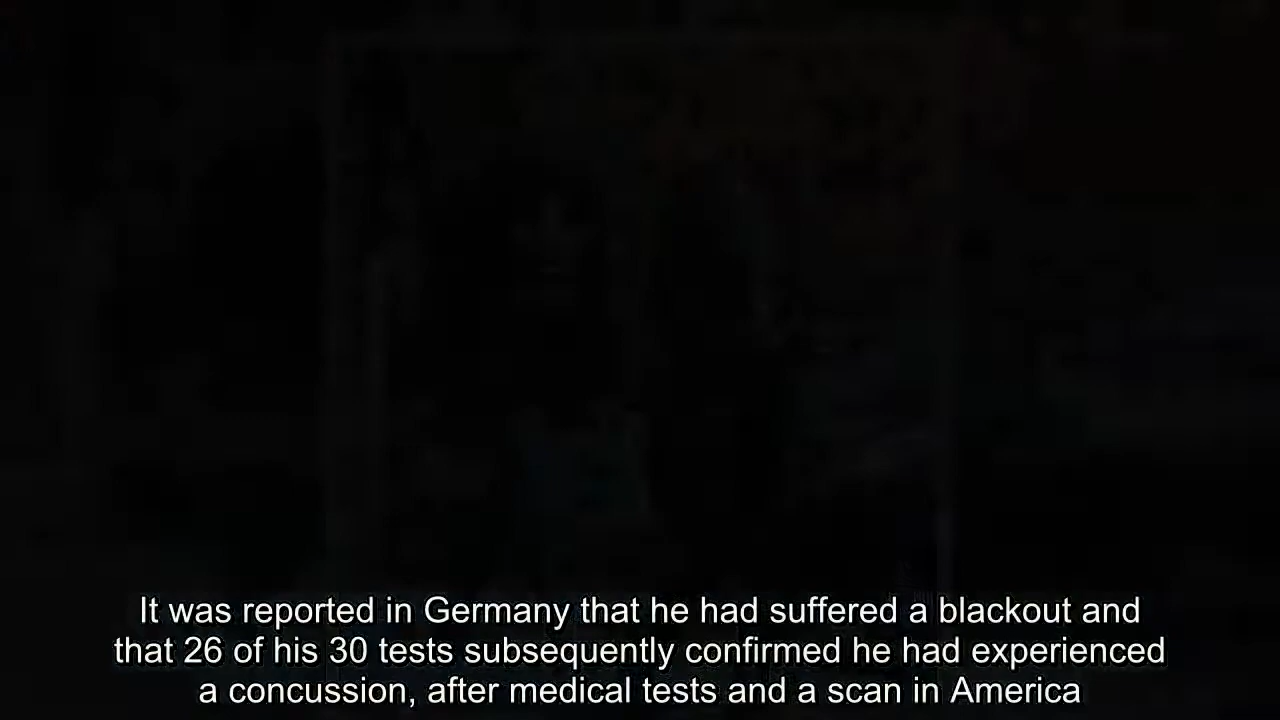 It was reported in Germany that he had suffered a blackout and
that 26 of his 30 tests subsequently confirmed he had experienced
a concussion, after medical tests and a scan in America